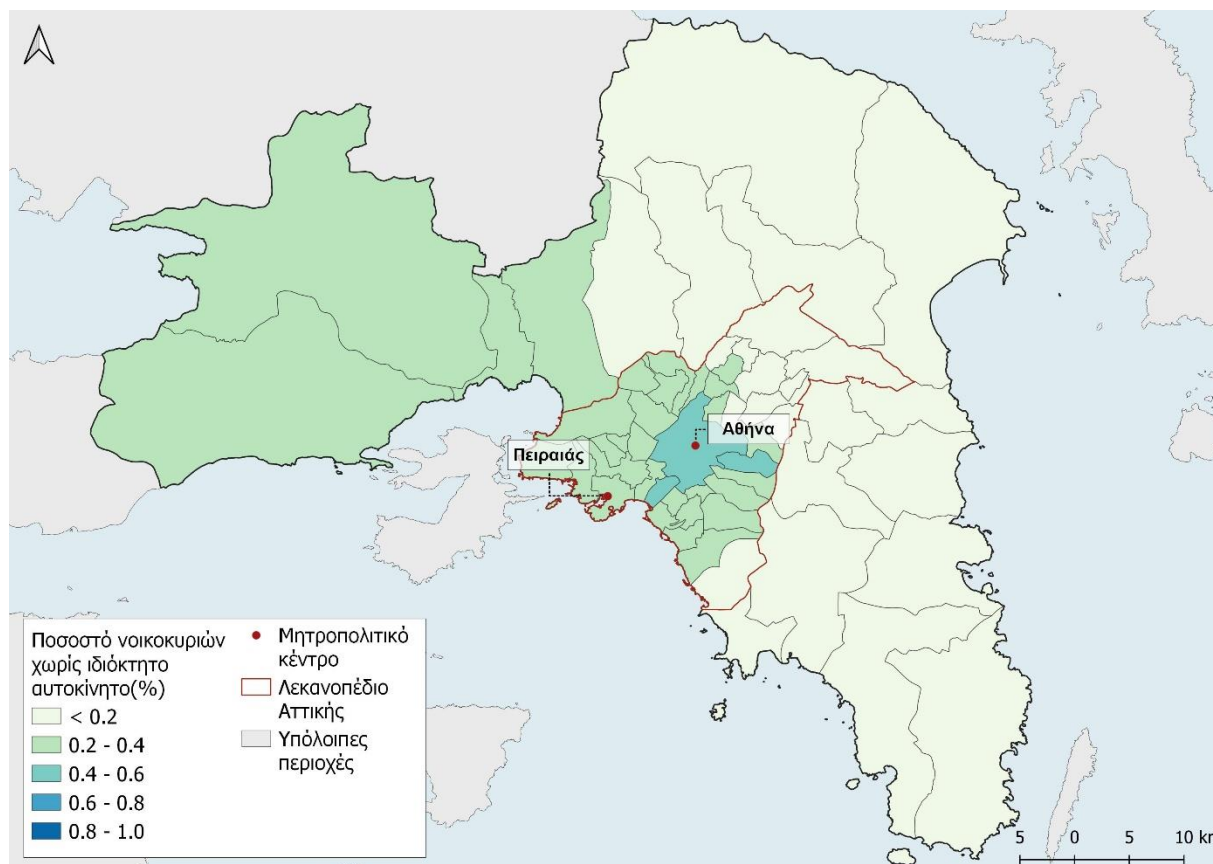 Αθήνα
Πειραιάς
Ποσοστό νοικοκυριών
χωρίς ιδιόκτητο
αυτοκίνητο(%)
< 0.2
0.2 - 0.4
0.4 - 0.6
0.6 - 0.8
0.8 - 1.0
Μητροπολιτικό
κέντρο
Λεκανοπέδιο
Αττικής
Υπόλοιπες
περιοχές
5 0 5 10 km